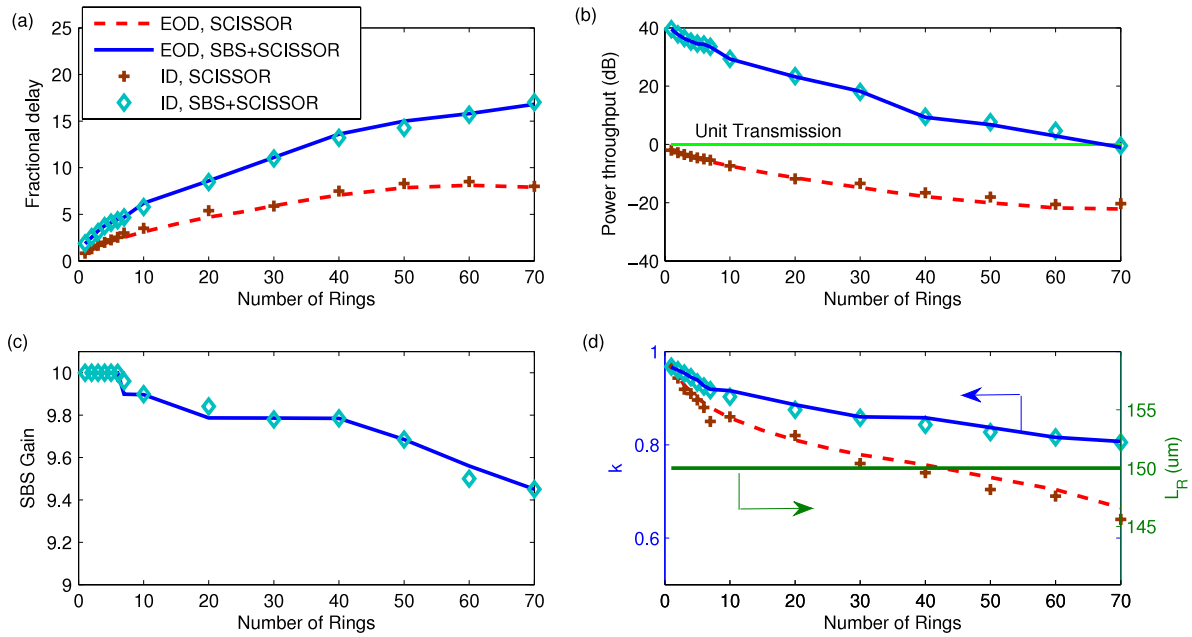 (a)
25
20
15
10
5
0
Fractional delay
EOD, SCISSOR
EOD, SBS+SCISSOR
ID, SCISSOR
ID, SBS+SCISSOR
0 10 20 30 40 50 60 70
Number of Rings
(b)
40
20
0
−20
−40
Power throughput (dB)
Unit Transmission
0 10 20 30 40 50 60 70
Number of Rings
(c)
10
9.8
9.6
9.4
9.2
9
SBS Gain
0 10 20 30 40 50 60 70
Number of Rings
(d)
1
0.8
0.6
k
155
150
145
L_R (um)
0 10 20 30 40 50 60 70
Number of Rings